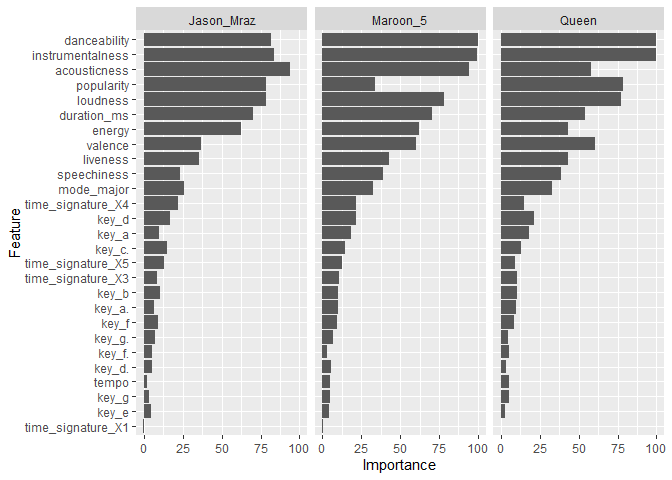 Jason_Mraz Maroon_5 Queen
danceability
instrumentalness
acousticness
popularity
loudness
duration_ms
energy
valence
liveness
speechiness
mode_major
time_signature_X4
key_d
key_a
key_c.
time_signature_X5
time_signature_X3
key_b
key_a.
key_f
key_g.
key_f.
key_d.
tempo
key_g
key_e
time_signature_X1
Feature
0 25 50 75 100 0 25 50 75 100 0 25 50 75 100
Importance